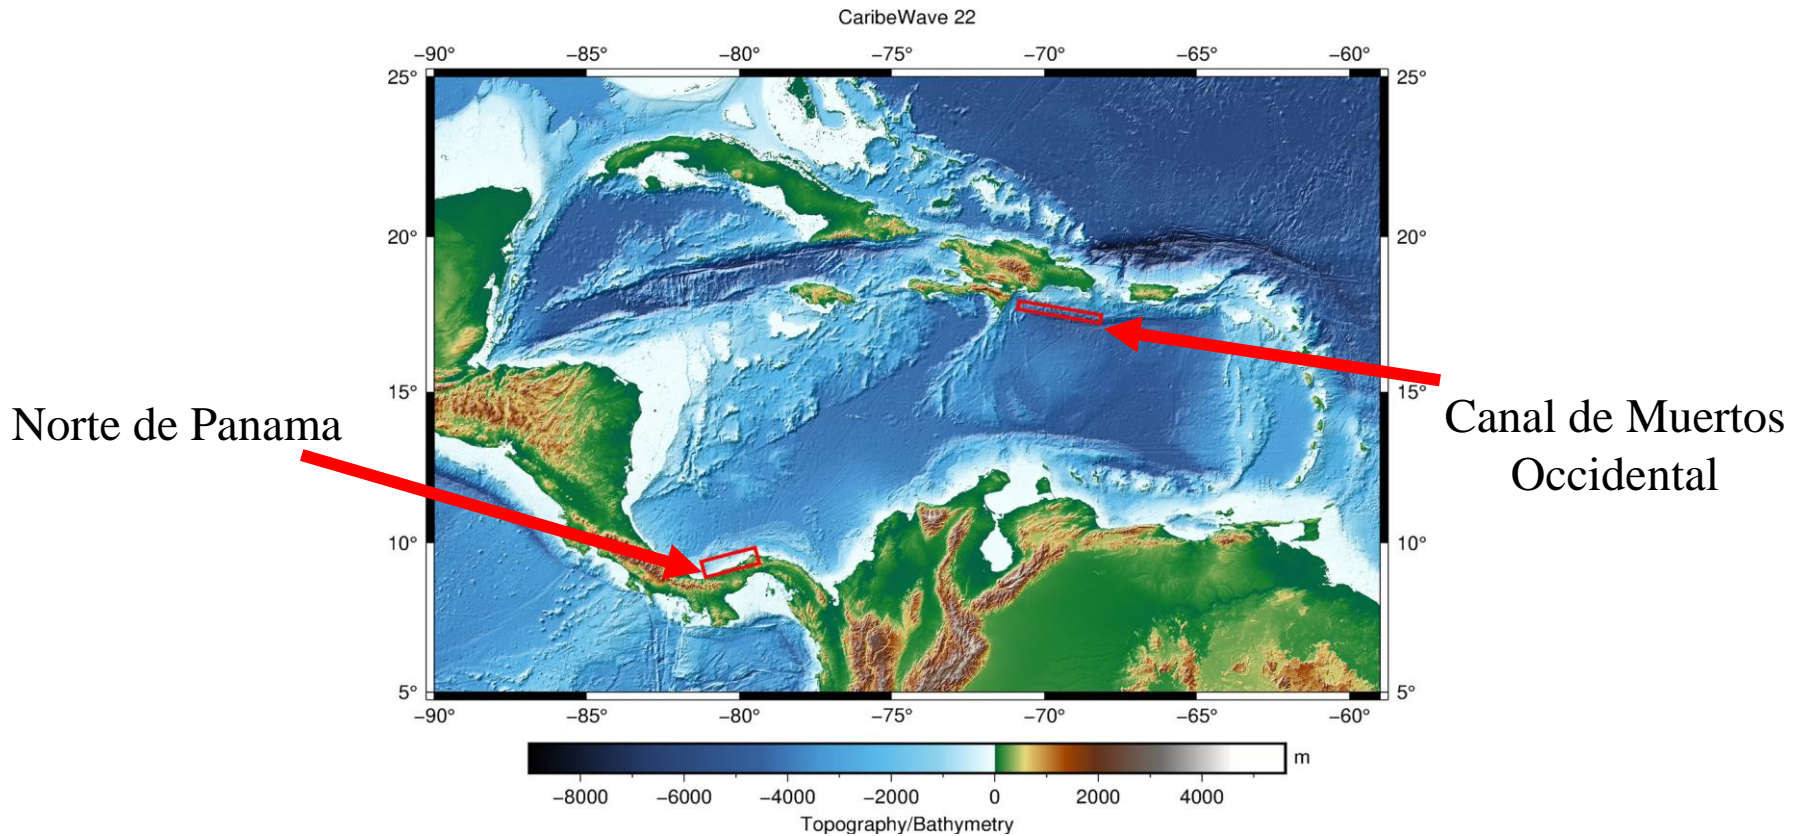 CaribeWave 22
−90° −85° −80° −75° −70° −65° −60°
25° 25°
20° 20°
15° 15°
Norte de Panama
Canal de Muertos
Occidental
10° 10°
5° 5°
−90° −85° −80° −75° −70° −65° −60°
m
−8000 −6000 −4000 −2000 0 2000 4000
Topography/Bathymetry